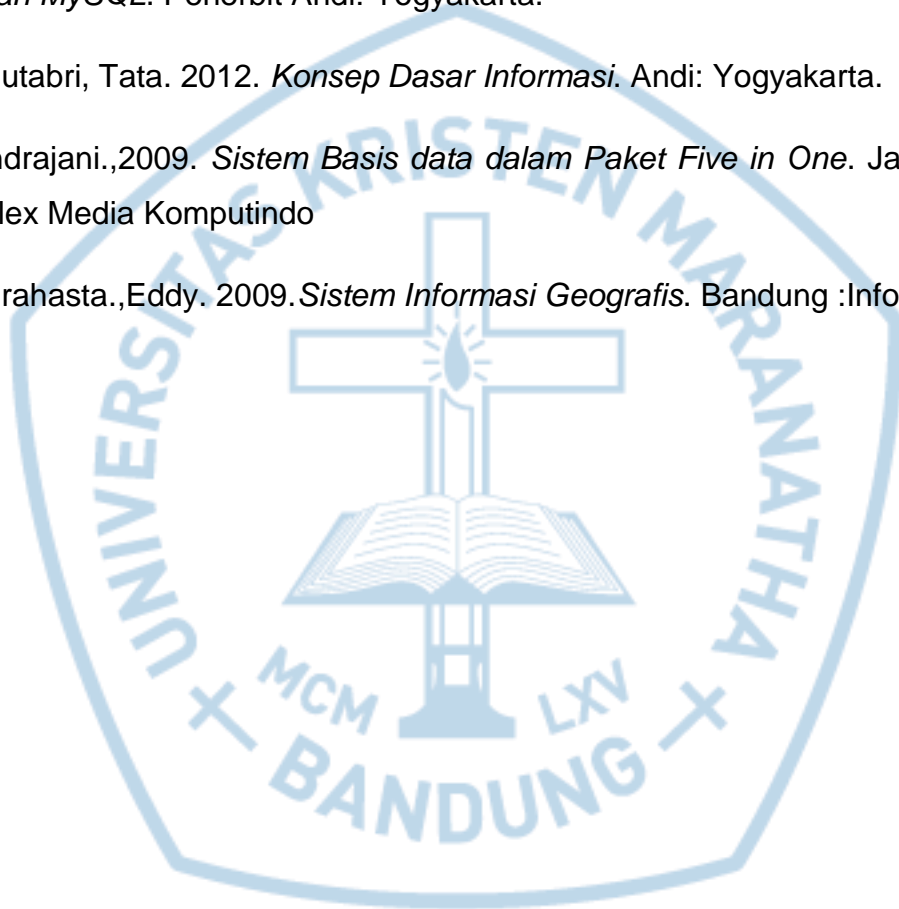 an MySQL. Penerbit Andi. Yogyakarta.
utabri, Tata. 2012. Konsep Dasar Informasi. Andi: Yogyakarta.
ndrajani.,2009. Sistem Basis data dalam Paket Five in One. Ja
lex Media Komputindo
rahasta.,Eddy. 2009.Sistem Informasi Geografis. Bandung :Info
UNIVERSITAS KRISTEN MARANATHA
MCM LXV
BANDUNG